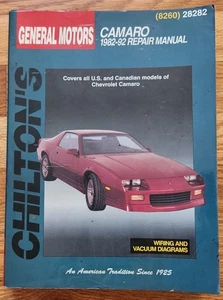 (8260) 28282
GENERAL MOTORS
CAMARO
1982-92 REPAIR MANUAL
Covers all U.S. and Canadian models of
Chevrolet Camaro
CHILTON'S
WIRING AND
VACUUM DIAGRAMS
An American Tradition Since 1925